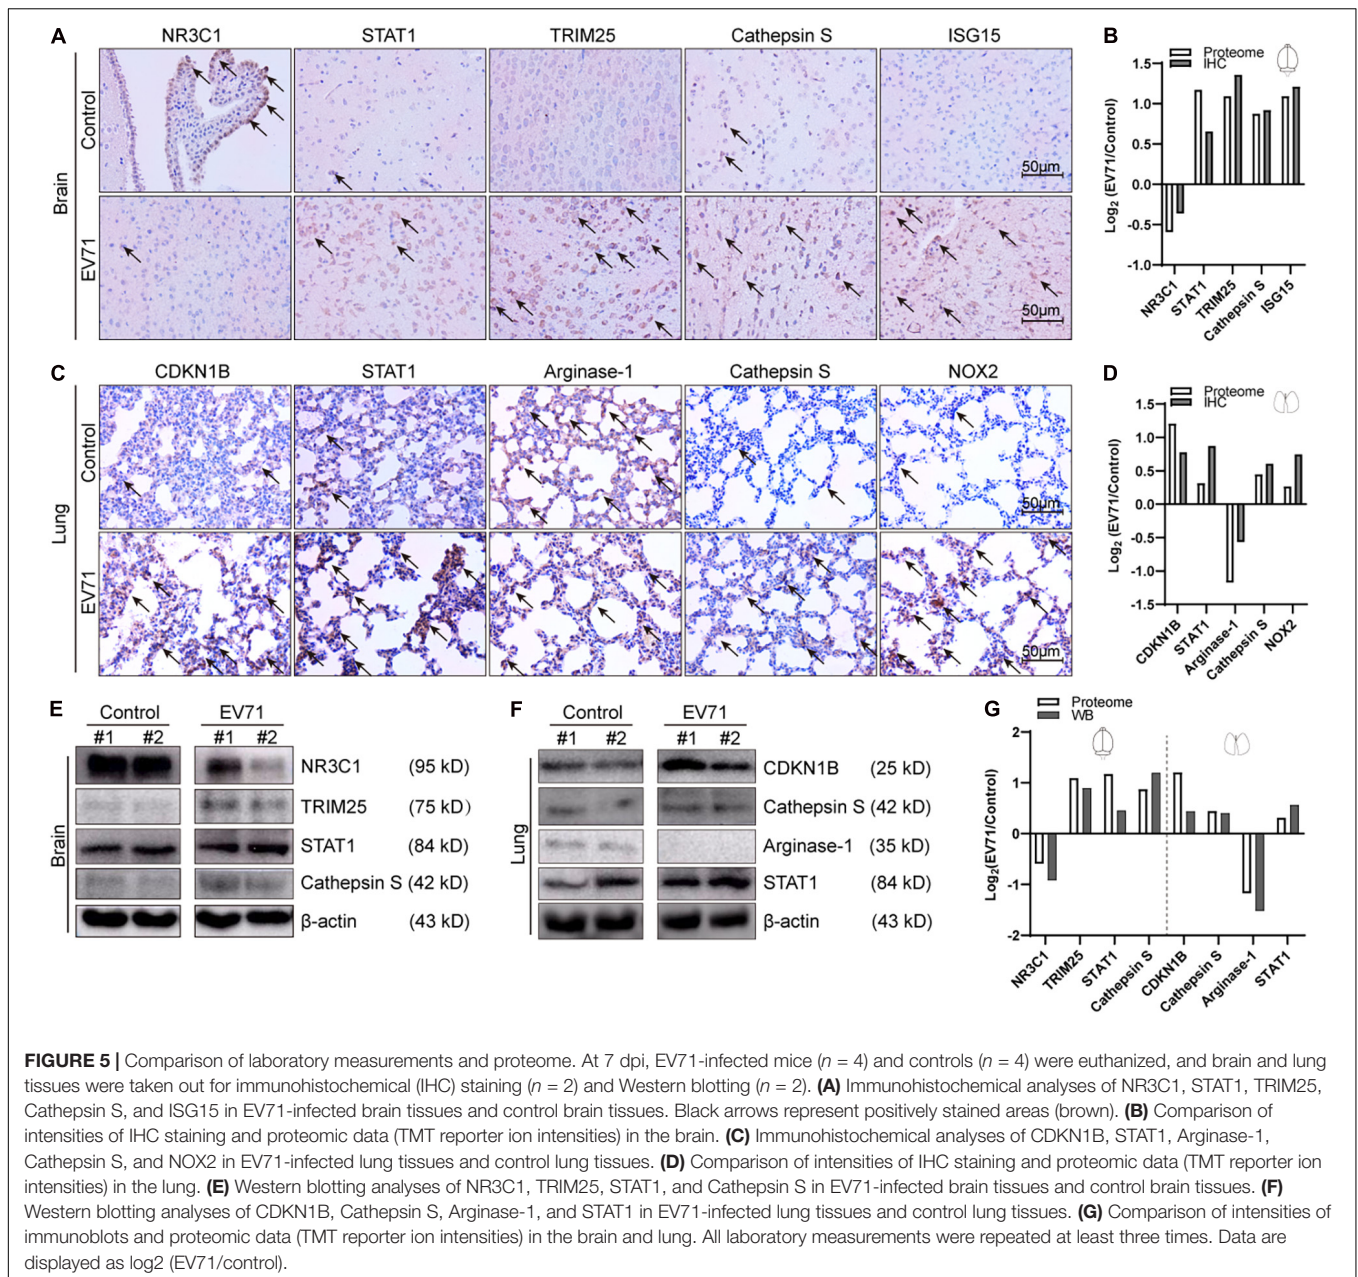 A
NR3C1 STAT1 TRIM25 Cathepsin S ISG15
Brain
Control
50µm
EV71
50µm
B
Proteome
IHC
Log2 (EV71/Control)
1.5
1.0
0.5
0.0
-0.5
-1.0
NR3C1
STAT1
TRIM25
Cathepsin S
ISG15
C
CDKN1B STAT1 Arginase-1 Cathepsin S NOX2
Lung
Control
50µm
EV71
50µm
D
Proteome
IHC
Log2 (EV71/Control)
1.5
1.0
0.5
0.0
-0.5
-1.0
-1.5
CDKN1B
STAT1
Arginase-1
Cathepsin S
NOX2
E
Control EV71
#1 #2 #1 #2
Brain
NR3C1 (95 kD)
TRIM25 (75 kD)
STAT1 (84 kD)
Cathepsin S (42 kD)
β-actin (43 kD)
F
Control EV71
#1 #2 #1 #2
Lung
CDKN1B (25 kD)
Cathepsin S (42 kD)
Arginase-1 (35 kD)
STAT1 (84 kD)
β-actin (43 kD)
G
Proteome
WB
Log2(EV71/Control)
2
1
0
-1
-2
NR3C1
TRIM25
STAT1
Cathepsin S
CDKN1B
Cathepsin S
Arginase-1
STAT1
FIGURE 5 | Comparison of laboratory measurements and proteome. At 7 dpi, EV71-infected mice (n = 4) and controls (n = 4) were euthanized, and brain and lung
tissues were taken out for immunohistochemical (IHC) staining (n = 2) and Western blotting (n = 2). (A) Immunohistochemical analyses of NR3C1, STAT1, TRIM25,
Cathepsin S, and ISG15 in EV71-infected brain tissues and control brain tissues. Black arrows represent positively stained areas (brown). (B) Comparison of
intensities of IHC staining and proteomic data (TMT reporter ion intensities) in the brain. (C) Immunohistochemical analyses of CDKN1B, STAT1, Arginase-1,
Cathepsin S, and NOX2 in EV71-infected lung tissues and control lung tissues. (D) Comparison of intensities of IHC staining and proteomic data (TMT reporter ion
intensities) in the lung. (E) Western blotting analyses of NR3C1, TRIM25, STAT1, and Cathepsin S in EV71-infected brain tissues and control brain tissues. (F)
Western blotting analyses of CDKN1B, Cathepsin S, Arginase-1, and STAT1 in EV71-infected lung tissues and control lung tissues. (G) Comparison of intensities of
immunoblots and proteomic data (TMT reporter ion intensities) in the brain and lung. All laboratory measurements were repeated at least three times. Data are
displayed as log2 (EV71/control).